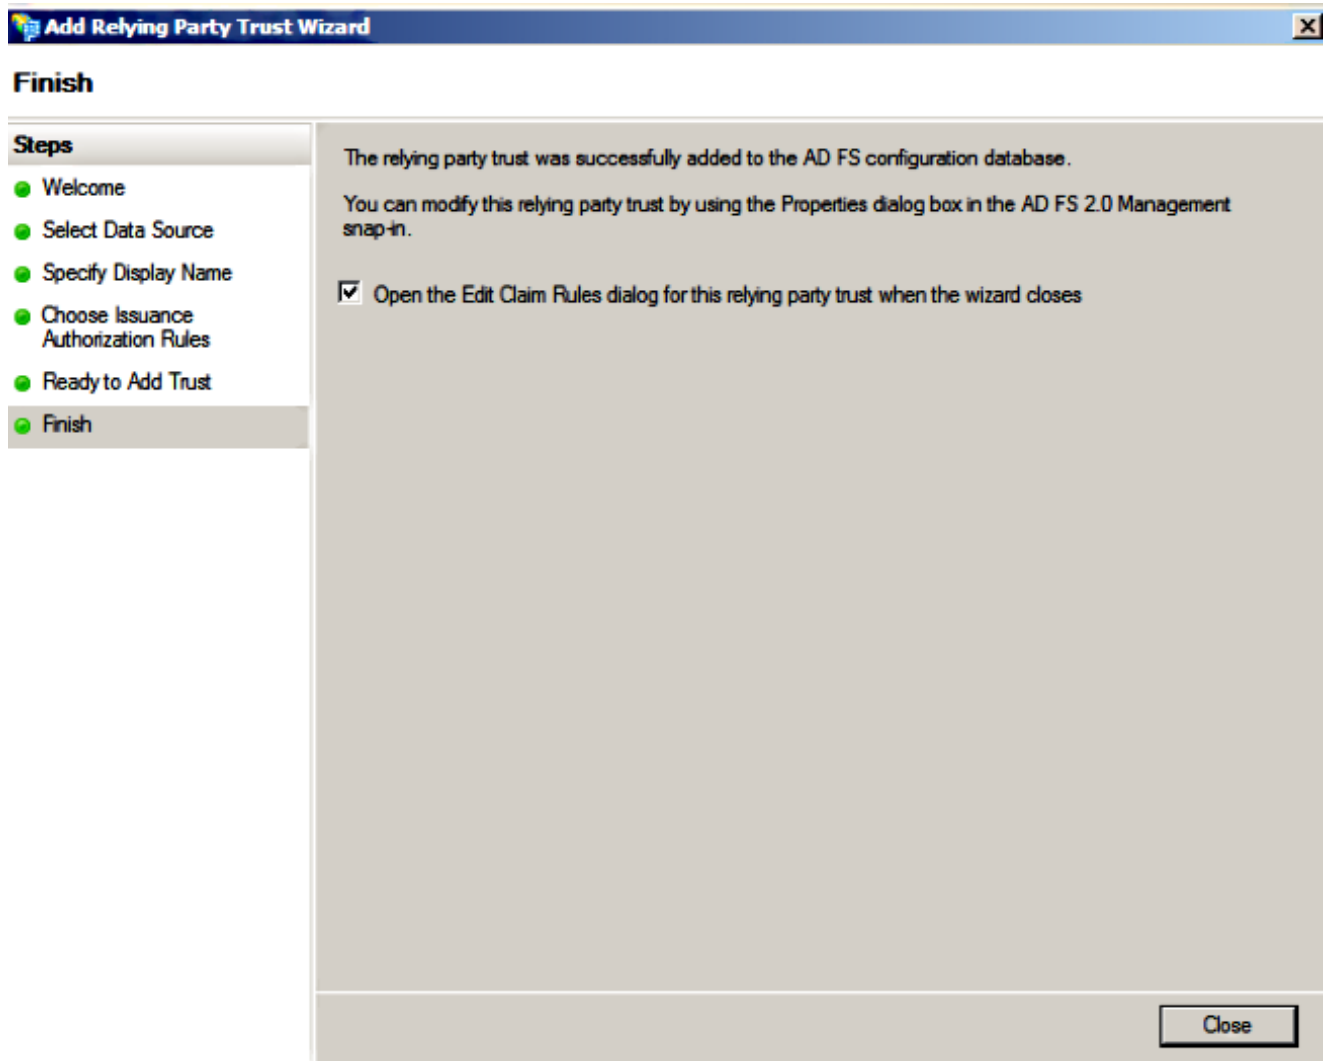 Add Relying Party Trust Wizard
Finish
Steps
Welcome
Select Data Source
Specify Display Name
Choose Issuance
Authorization Rules
Ready to Add Trust
Finish
The relying party trust was successfully added to the AD FS configuration database.
You can modify this relying party trust by using the Properties dialog box in the AD FS 2.0 Management
snap-in.
Open the Edit Claim Rules dialog for this relying party trust when the wizard closes
Close